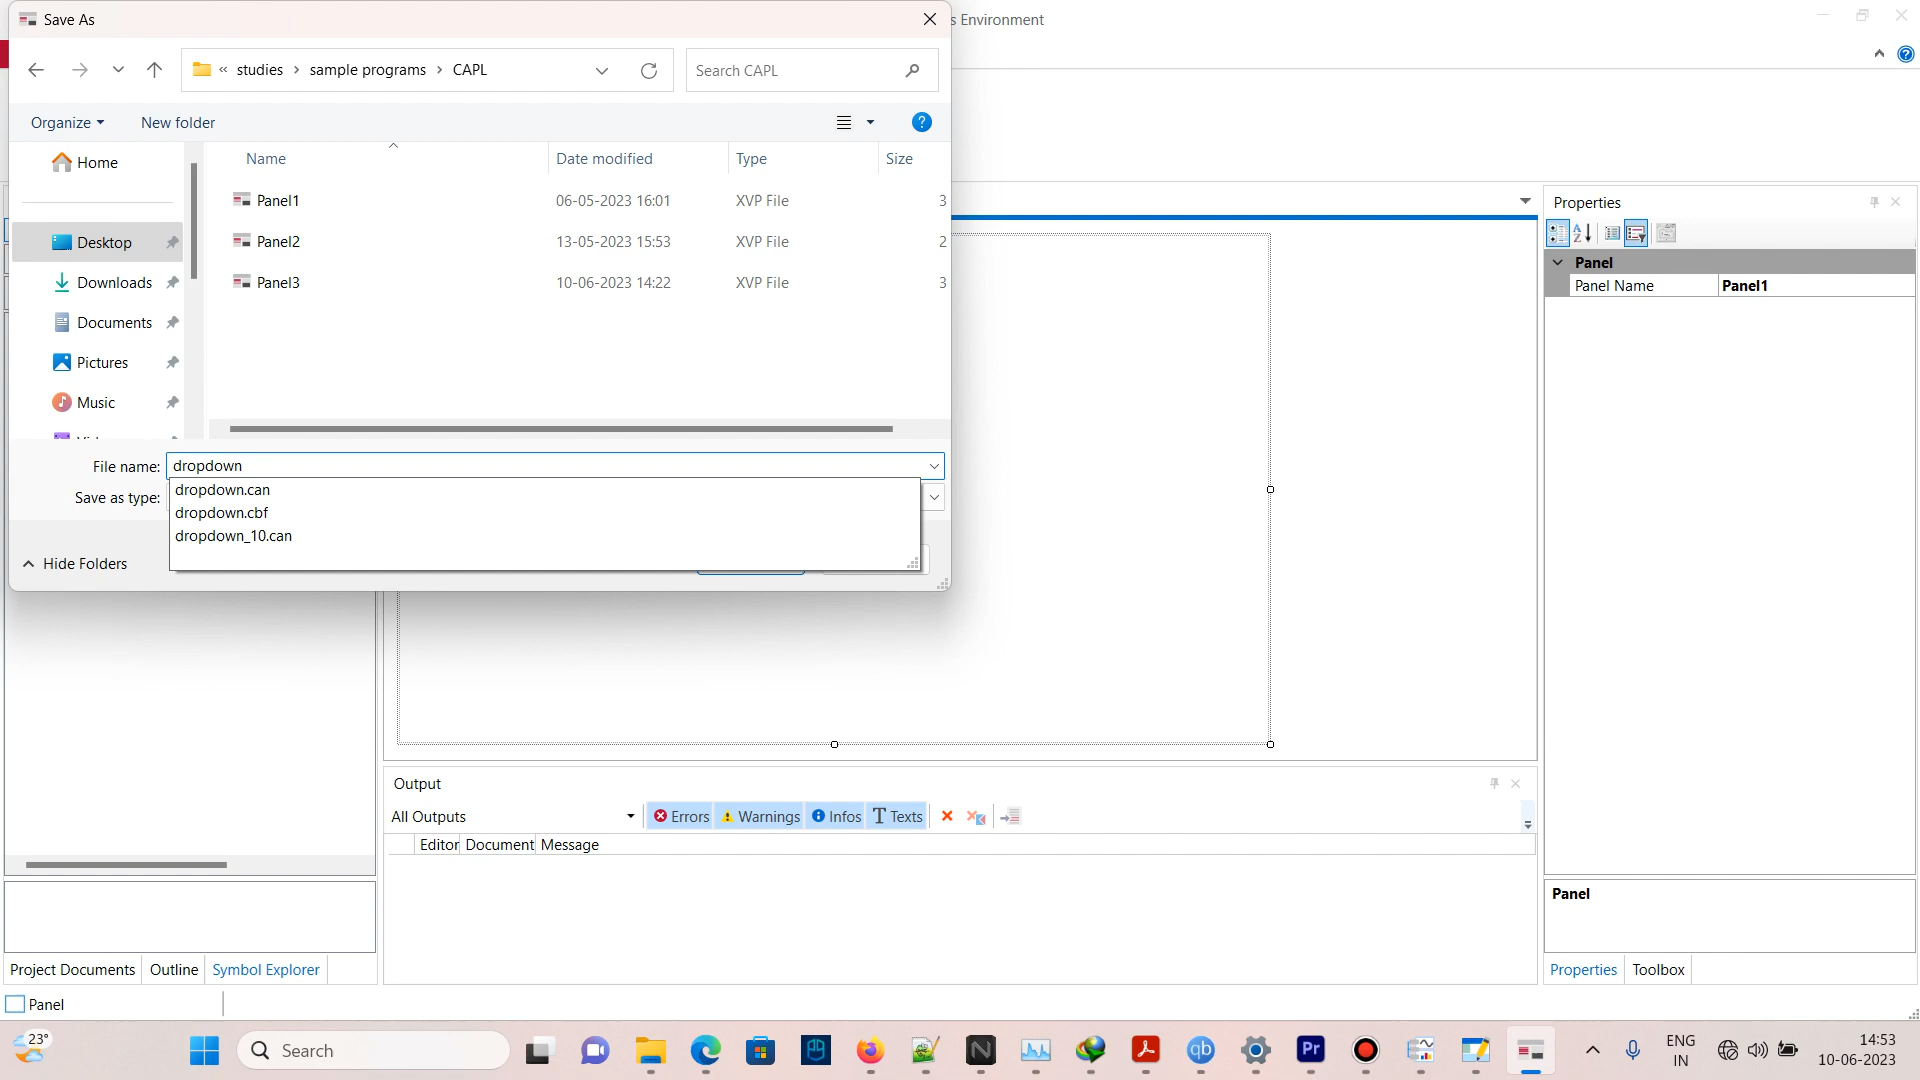 Save As
s Environment
« studies › sample programs › CAPL
Search CAPL
Organize
New folder
Home
Desktop
Downloads
Documents
Pictures
Music
Name Date modified Type Size
Panel1 06-05-2023 16:01 XVP File 3
Panel2 13-05-2023 15:53 XVP File 2
Panel3 10-06-2023 14:22 XVP File 3
File name: dropdown
Save as type:
dropdown.can
dropdown.cbf
dropdown_10.can
Hide Folders
Properties
Panel
Panel Name Panel1
Output
All Outputs Errors Warnings Infos Texts
Editor Document Message
Panel
Project Documents Outline Symbol Explorer
Properties Toolbox
Panel
23°
Search
N
qb
Pr
ENG
IN
14:53
10-06-2023